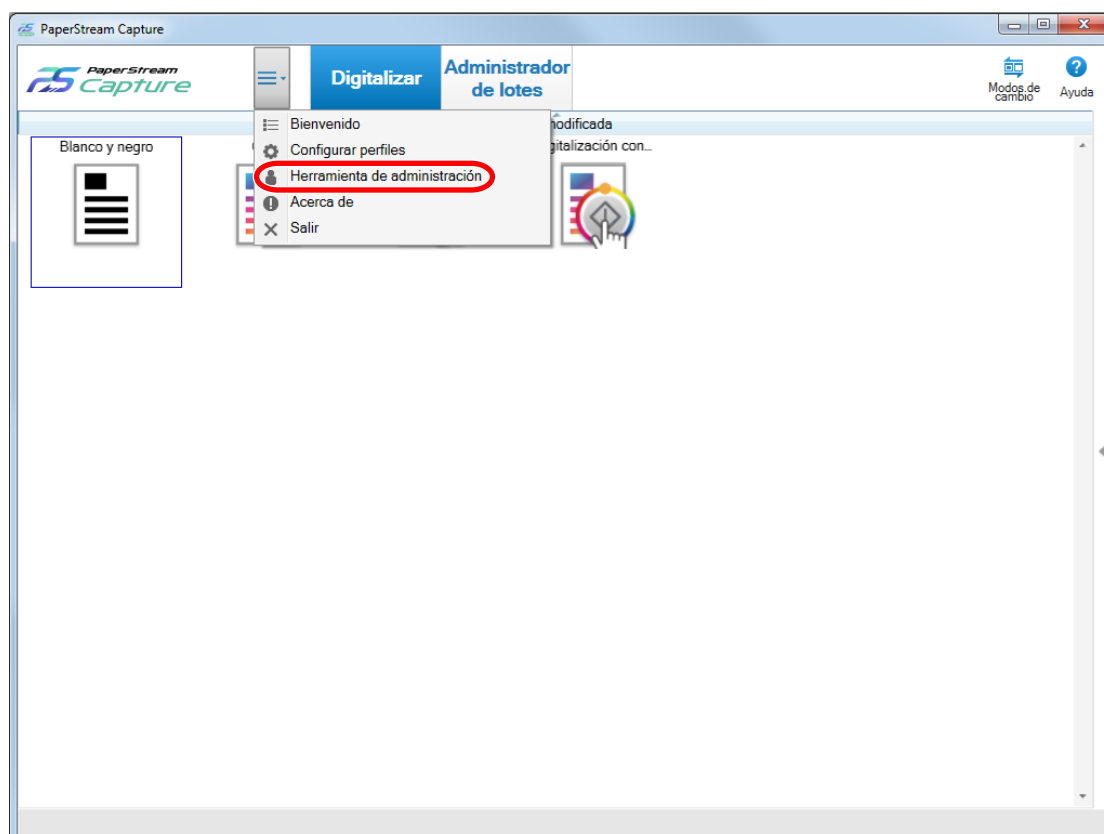 PaperStream Capture
PaperStream
Capture
Digitalizar
Administrador
de lotes
Modos.de
cambio
Ayuda
Bienvenido
Configurar perfiles
Herramienta de administración
Acerca de
Salir
modificada
Blanco y negro
gitalización con...